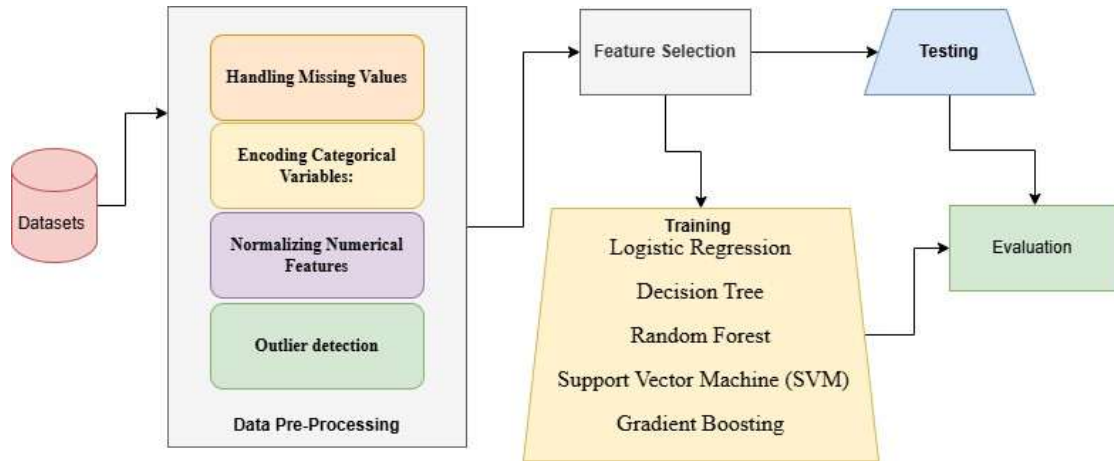 Datasets
Handling Missing Values
Encoding Categorical
Variables:
Normalizing Numerical
Features
Outlier detection
Data Pre-Processing
Feature Selection
Testing
Training
Logistic Regression
Decision Tree
Random Forest
Support Vector Machine (SVM)
Gradient Boosting
Evaluation